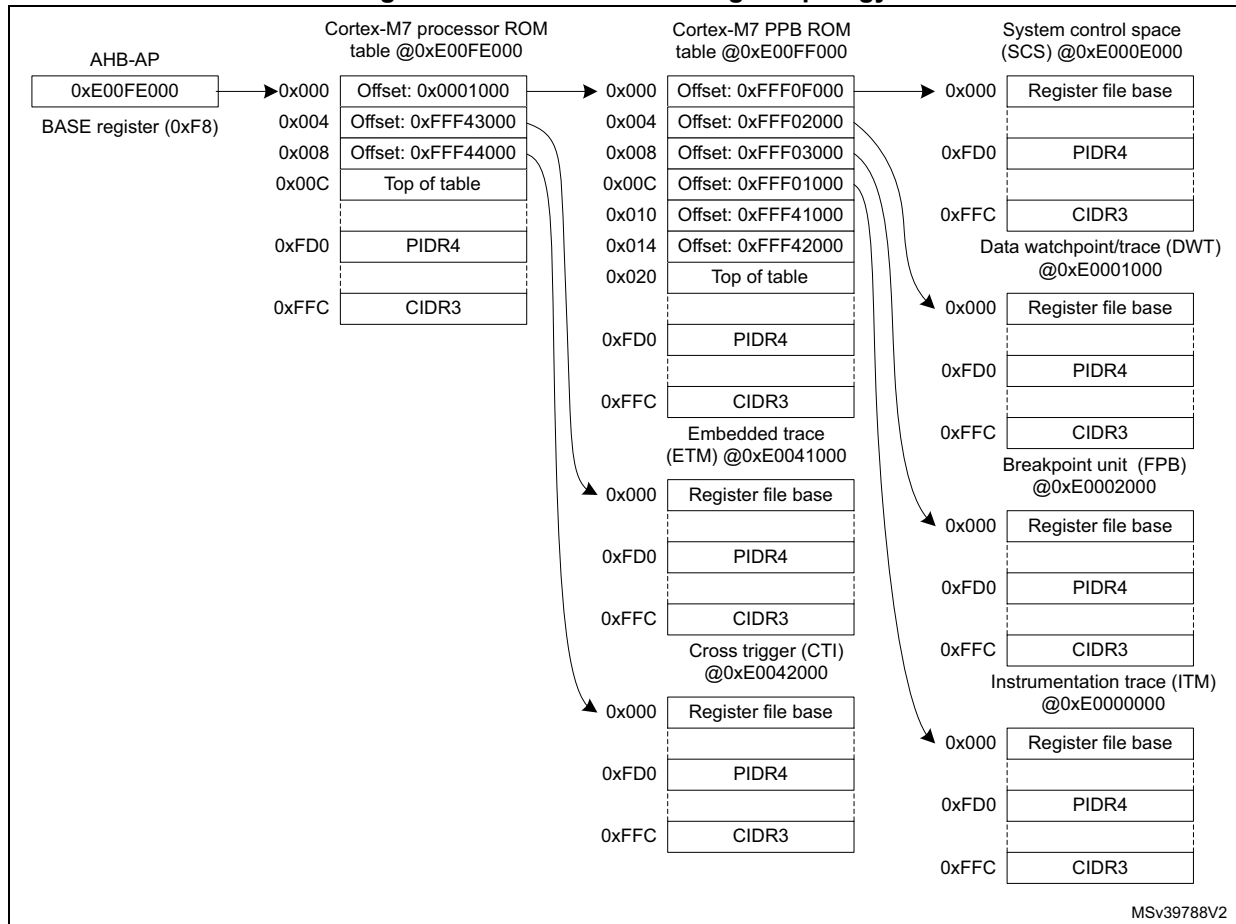 Cortex-M7 processor ROM
table @0xE00FE000
Cortex-M7 PPB ROM
table @0xE00FF000
System control space
(SCS) @0xE000E000
AHB-AP
0xE00FE000
BASE register (0xF8)
0x000 Offset: 0x0001000
0x004 Offset: 0xFFF43000
0x008 Offset: 0xFFF44000
0x00C Top of table
0xFD0 PIDR4
0xFFC CIDR3
0x000 Offset: 0xFFF0F000
0x004 Offset: 0xFFF02000
0x008 Offset: 0xFFF03000
0x00C Offset: 0xFFF01000
0x010 Offset: 0xFFF41000
0x014 Offset: 0xFFF42000
0x020 Top of table
0xFD0 PIDR4
0xFFC CIDR3
Embedded trace
(ETM) @0xE0041000
0x000 Register file base
0xFD0 PIDR4
0xFFC CIDR3
Cross trigger (CTI)
@0xE0042000
0x000 Register file base
0xFD0 PIDR4
0xFFC CIDR3
0x000 Register file base
0xFD0 PIDR4
0xFFC CIDR3
Data watchpoint/trace (DWT)
@0xE0001000
0x000 Register file base
0xFD0 PIDR4
0xFFC CIDR3
Breakpoint unit (FPB)
@0xE0002000
0x000 Register file base
0xFD0 PIDR4
0xFFC CIDR3
Instrumentation trace (ITM)
@0xE0000000
0x000 Register file base
0xFD0 PIDR4
0xFFC CIDR3
MSv39788V2